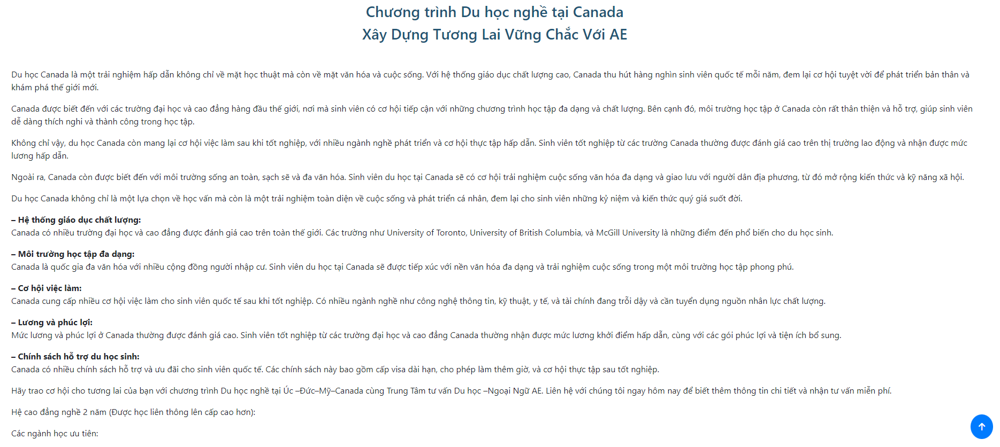 Chương trình Du học nghề tại Canada
Xây Dựng Tương Lai Vững Chắc Với AE
Du học Canada là một trải nghiệm hấp dẫn không chỉ về mặt học thuật mà còn về mặt văn hóa và cuộc sống. Với hệ thống giáo dục chất lượng cao, Canada thu hút hàng nghìn sinh viên quốc tế mỗi năm, đem lại cơ hội tuyệt vời để phát triển bản thân và
khám phá thế giới mới.
Canada được biết đến với các trường đại học và cao đẳng hàng đầu thế giới, nơi mà sinh viên có cơ hội tiếp cận với những chương trình học tập đa dạng và chất lượng. Bên cạnh đó, môi trường học tập ở Canada còn rất thân thiện và hỗ trợ, giúp sinh viên
dễ dàng thích nghi và thành công trong học tập.
Không chỉ vậy, du học Canada còn mang lại cơ hội việc làm sau khi tốt nghiệp, với nhiều ngành nghề phát triển và cơ hội thực tập hấp dẫn. Sinh viên tốt nghiệp từ các trường Canada thường được đánh giá cao trên thị trường lao động và nhận được mức
lương hấp dẫn.
Ngoài ra, Canada còn được biết đến với môi trường sống an toàn, sạch sẽ và đa văn hóa. Sinh viên du học tại Canada sẽ có cơ hội trải nghiệm cuộc sống văn hóa đa dạng và giao lưu với người dân địa phương, từ đó mở rộng kiến thức và kỹ năng xã hội.
Du học Canada không chỉ là một lựa chọn về học vấn mà còn là một trải nghiệm toàn diện về cuộc sống và phát triển cá nhân, đem lại cho sinh viên những kỷ niệm và kiến thức quý giá suốt đời.
– Hệ thống giáo dục chất lượng:
Canada có nhiều trường đại học và cao đẳng được đánh giá cao trên toàn thế giới. Các trường như University of Toronto, University of British Columbia, và McGill University là những điểm đến phổ biến cho du học sinh.
– Môi trường học tập đa dạng:
Canada là quốc gia đa văn hóa với nhiều cộng đồng người nhập cư. Sinh viên du học tại Canada sẽ được tiếp xúc với nền văn hóa đa dạng và trải nghiệm cuộc sống trong một môi trường học tập phong phú.
– Cơ hội việc làm:
Canada cung cấp nhiều cơ hội việc làm cho sinh viên quốc tế sau khi tốt nghiệp. Có nhiều ngành nghề như công nghệ thông tin, kỹ thuật, y tế, và tài chính đang trỗi dậy và cần tuyển dụng nguồn nhân lực chất lượng.
– Lương và phúc lợi:
Mức lương và phúc lợi ở Canada thường được đánh giá cao. Sinh viên tốt nghiệp từ các trường đại học và cao đẳng Canada thường nhận được mức lương khởi điểm hấp dẫn, cùng với các gói phúc lợi và tiện ích bổ sung.
– Chính sách hỗ trợ du học sinh:
Canada có nhiều chính sách hỗ trợ và ưu đãi cho sinh viên quốc tế. Các chính sách này bao gồm cấp visa dài hạn, cho phép làm thêm giờ, và cơ hội thực tập sau tốt nghiệp.
Hãy trao cơ hội cho tương lai của bạn với chương trình Du học nghề tại Úc –Đức–Mỹ–Canada cùng Trung Tâm tư vấn Du học –Ngoại Ngữ AE. Liên hệ với chúng tôi ngay hôm nay để biết thêm thông tin chi tiết và nhận tư vấn miễn phí.
Hệ cao đẳng nghề 2 năm (Được học liên thông lên cấp cao hơn):
Các ngành học ưu tiên: